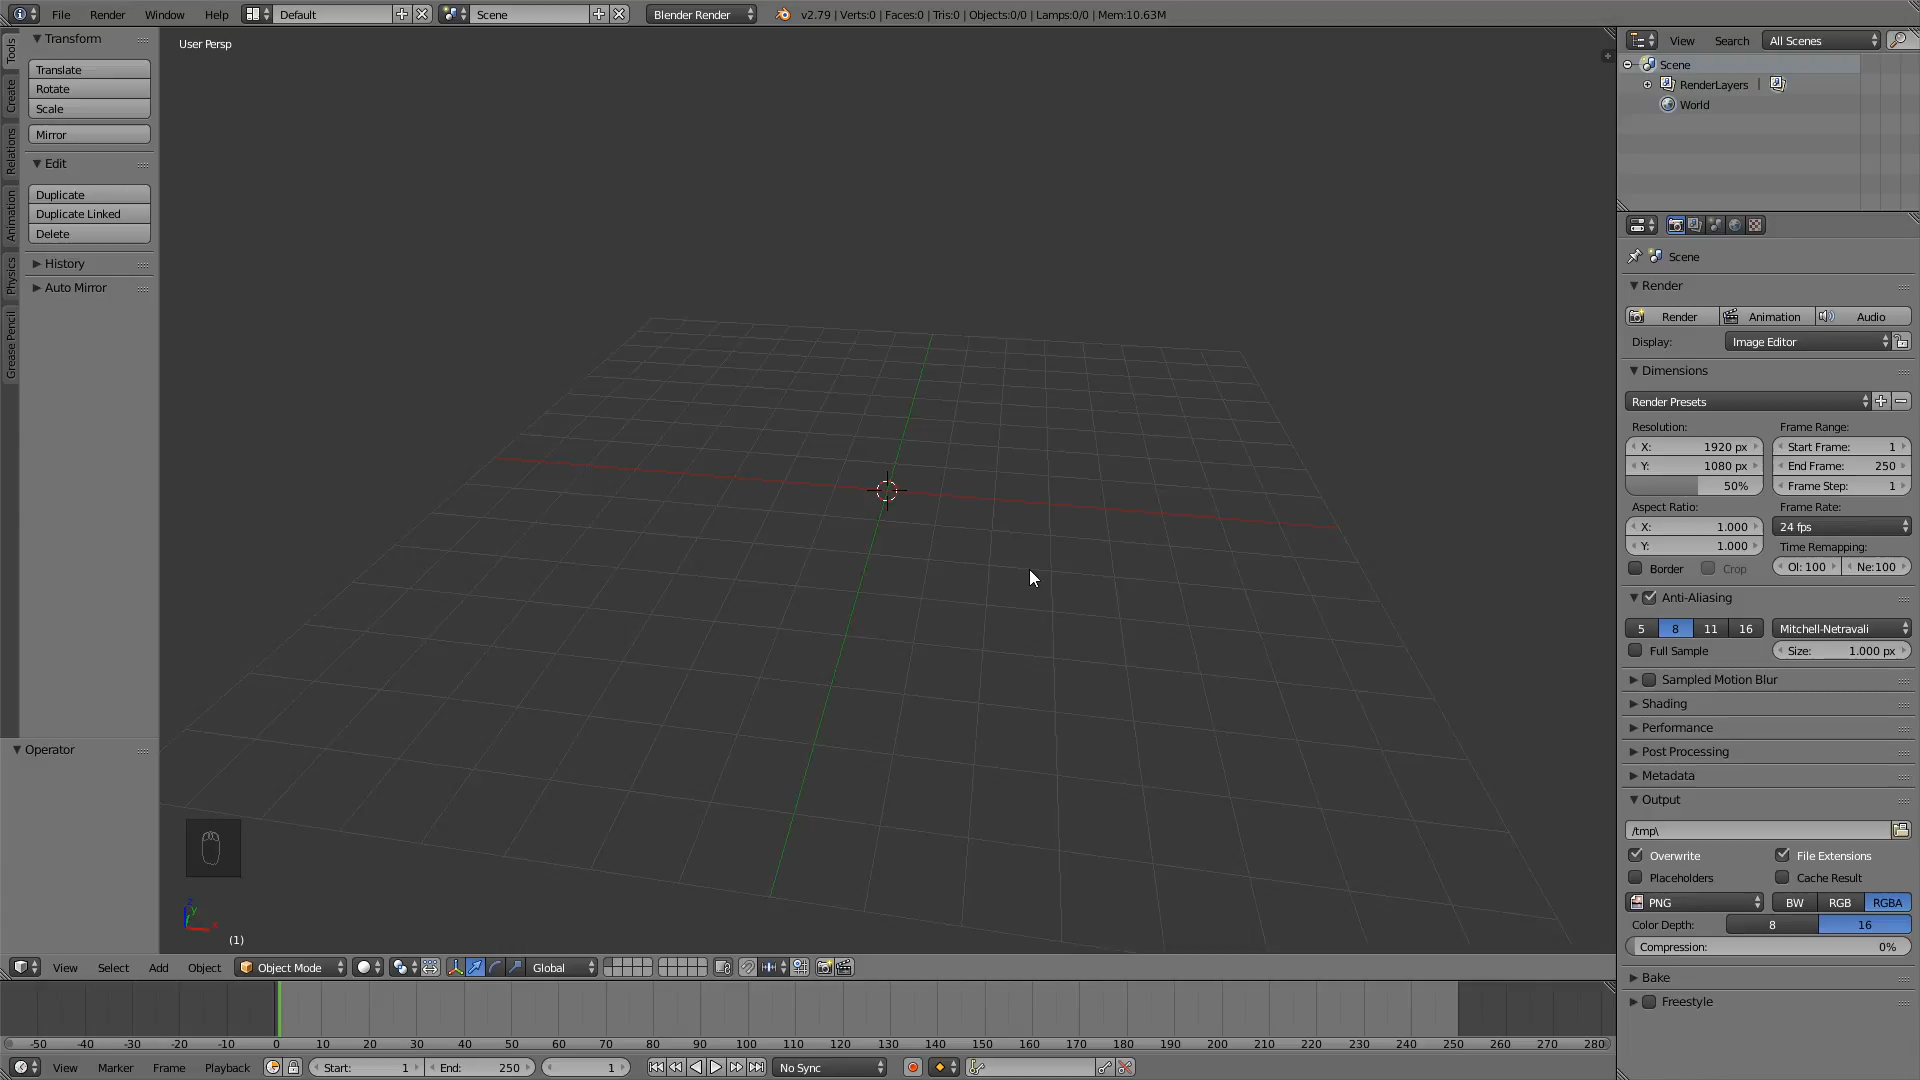 File Render Window Help Default Scene Blender Render v2.79 | Verts:0 | Faces:0 | Tris:0 | Objects:0/0 | Lamps:0/0 | Mem:10.63M
Tools
Create
Relations
Animation
Physics
Grease Pencil
Transform
Translate
Rotate
Scale
Mirror
Edit
Duplicate
Duplicate Linked
Delete
History
Auto Mirror
Operator
User Persp
z
y
x
(1)
View Select Add Object Object Mode Global
-50 -40 -30 -20 -10 0 10 20 30 40 50 60 70 80 90 100 110 120 130 140 150 160 170 180 190 200 210 220 230 240 250 260 270 280
View Marker Frame Playback Start: 1 End: 250 1 No Sync
View Search All Scenes
Scene
RenderLayers |
World
Scene
Render
Render Animation Audio
Display: Image Editor
Dimensions
Render Presets
Resolution: Frame Range:
X: 1920 px Start Frame: 1
Y: 1080 px End Frame: 250
50% Frame Step: 1
Aspect Ratio: Frame Rate:
X: 1.000 24 fps
Y: 1.000 Time Remapping:
Border Crop Ol: 100 Ne:100
Anti-Aliasing
5 8 11 16 Mitchell-Netravali
Full Sample Size: 1.000 px
Sampled Motion Blur
Shading
Performance
Post Processing
Metadata
Output
/tmp\
Overwrite File Extensions
Placeholders Cache Result
PNG BW RGB RGBA
Color Depth: 8 16
Compression: 0%
Bake
Freestyle